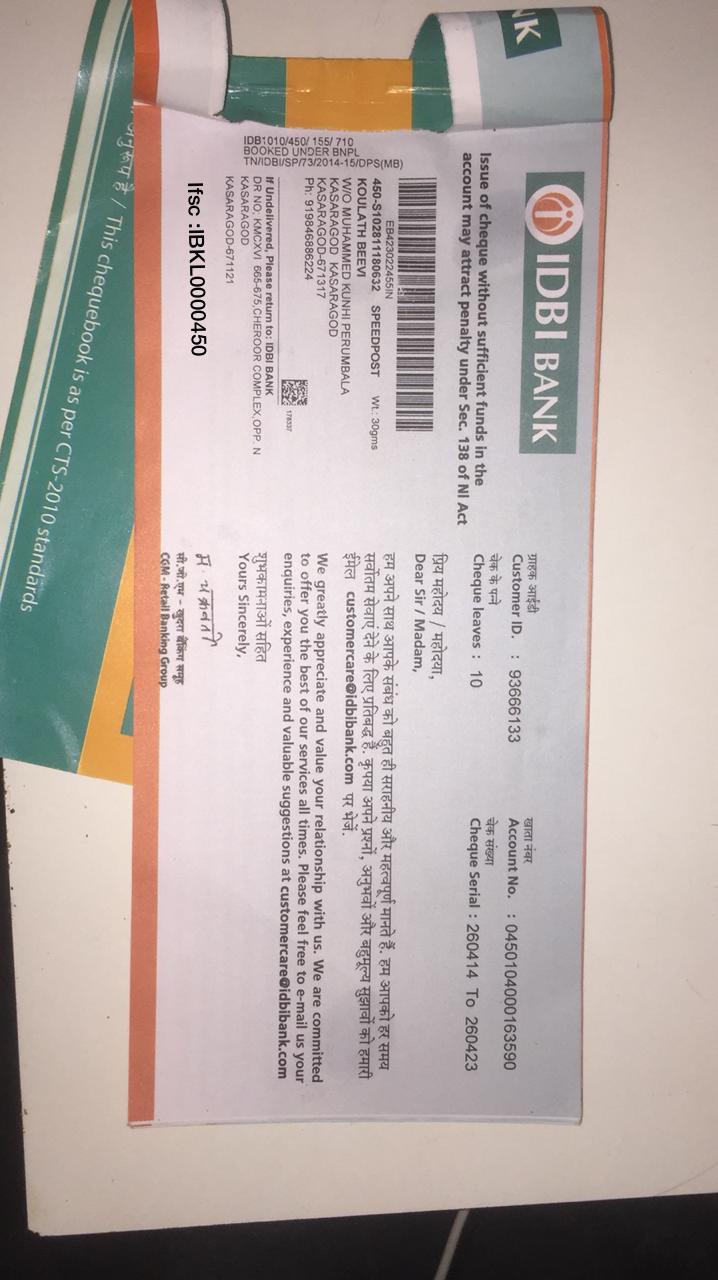 NK
IDBI BANK
Issue of cheque without sufficient funds in the
account may attract penalty under Sec. 138 of NI Act
ग्राहक आईडी
Customer ID. : 93666133
खाता नंबर
Account No. : 0450104000163590
चेक के पन्ने
Cheque leaves : 10
चेक संख्या
Cheque Serial : 260414 To 260423
EB423022455IN
450-S102811180632 SPEEDPOST Wt.: 30gms
KOULATH BEEVI
W/O MUHAMMED KUNHI PERUMBALA
KASARAGOD KASARAGOD
KASARAGOD-671317
Ph: 919846886224
178337
If Undelivered, Please return to: IDBI BANK
DR NO; KMCXVI 665-675,CHEROOR COMPLEX,OPP. N
KASARAGOD
KASARAGOD-671121
IDB1010/450/ 155/ 710
BOOKED UNDER BNPL
TN/IDBI/SP/73/2014-15/DPS(MB)
Ifsc :IBKL0000450
प्रिय महोदय / महोदया,
Dear Sir / Madam,
हम अपने साथ आपके संबंध को बहुत ही सराहनीय और महत्वपूर्ण मानते हैं. हम आपको हर समय
सर्वोतम सेवाएं देने के लिए प्रतिबद्ध हैं. कृपया अपने प्रश्नों, अनुभवों और बहुमूल्य सुझावों को हमारी
ईमेल customercare@idbibank.com पर भेजें.
We greatly appreciate and value your relationship with us. We are committed
to offer you the best of our services all times. Please feel free to e-mail us your
enquiries, experience and valuable suggestions at customercare@idbibank.com
शुभकामनाओं सहित
Yours Sincerely,
सी.जी.एम - खुदरा बैंकिंग समूह
CGM - Retail Banking Group
अनुरूप है / This chequebook is as per CTS-2010 standards